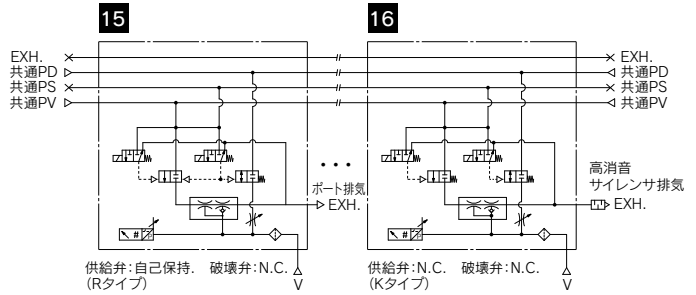 15
16
EXH.
共通PD
共通PS
共通PV
EXH.
共通PD
共通PS
共通PV
ポート排気
EXH.
高消音
サイレンサ排気
EXH.
#
#
供給弁:自己保持. 破壊弁:N.C.
(Rタイプ)
V
供給弁:N.C. 破壊弁:N.C.
(Kタイプ)
V